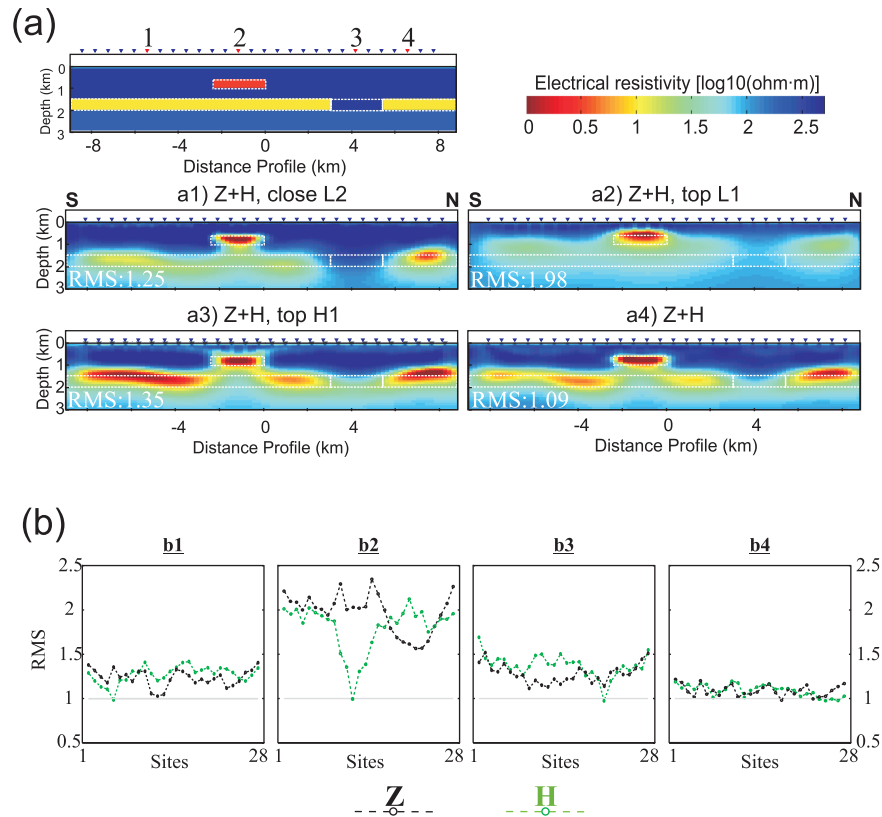 (a)
1 2 3 4
Depth (km)
0
1
2
3
-8 -4 0 4 8
Distance Profile (km)
Electrical resistivity [log10(ohm·m)]
0 0.5 1 1.5 2 2.5
S a1) Z+H, close L2 N
Depth (km)
0
1
2
3
RMS:1.25
S a2) Z+H, top L1 N
RMS:1.98
a3) Z+H, top H1
Depth (km)
0
1
2
3
RMS:1.35
-4 0 4
Distance Profile (km)
a4) Z+H
RMS:1.09
-4 0 4
Distance Profile (km)
(b)
b1 b2 b3 b4
RMS
2.5
2
1.5
1
0.5
2.5
2
1.5
1
0.5
1 Sites 28
1 Sites 28
1 Sites 28
1 Sites 28
Z H